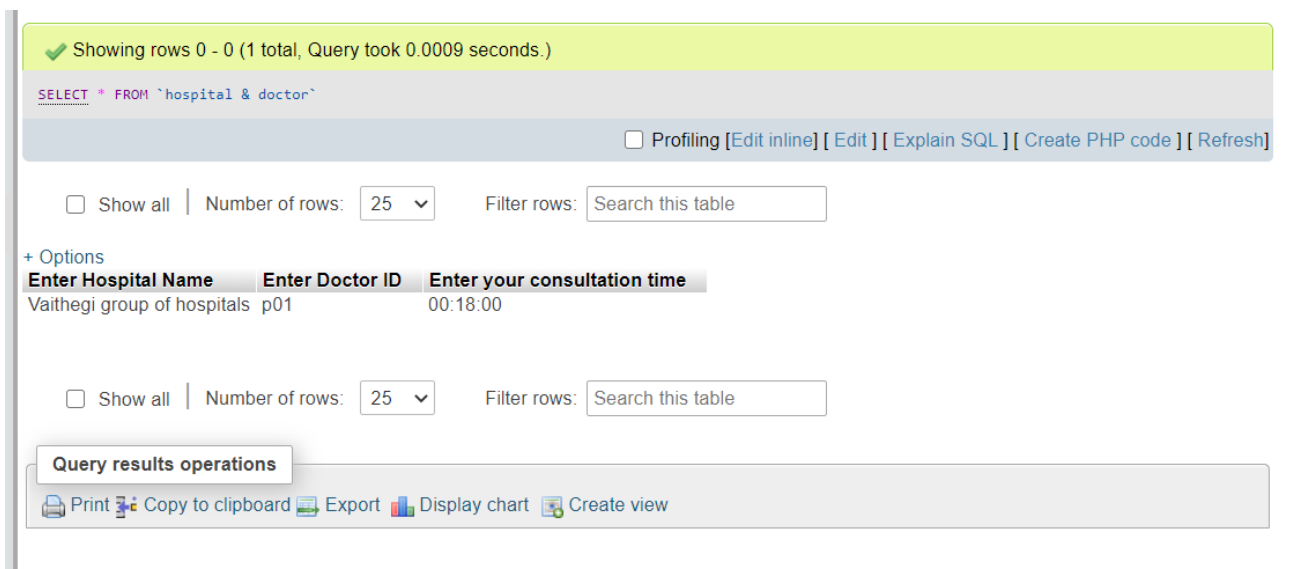 Showing rows 0 - 0 (1 total, Query took 0.0009 seconds.)
SELECT * FROM `hospital & doctor`
Profiling [Edit inline] [ Edit ] [ Explain SQL ] [ Create PHP code ] [ Refresh]
Show all | Number of rows: 25 Filter rows: Search this table
+ Options
Enter Hospital Name Enter Doctor ID Enter your consultation time
Vaithegi group of hospitals p01 00:18:00
Show all | Number of rows: 25 Filter rows: Search this table
Query results operations
Print Copy to clipboard Export Display chart Create view